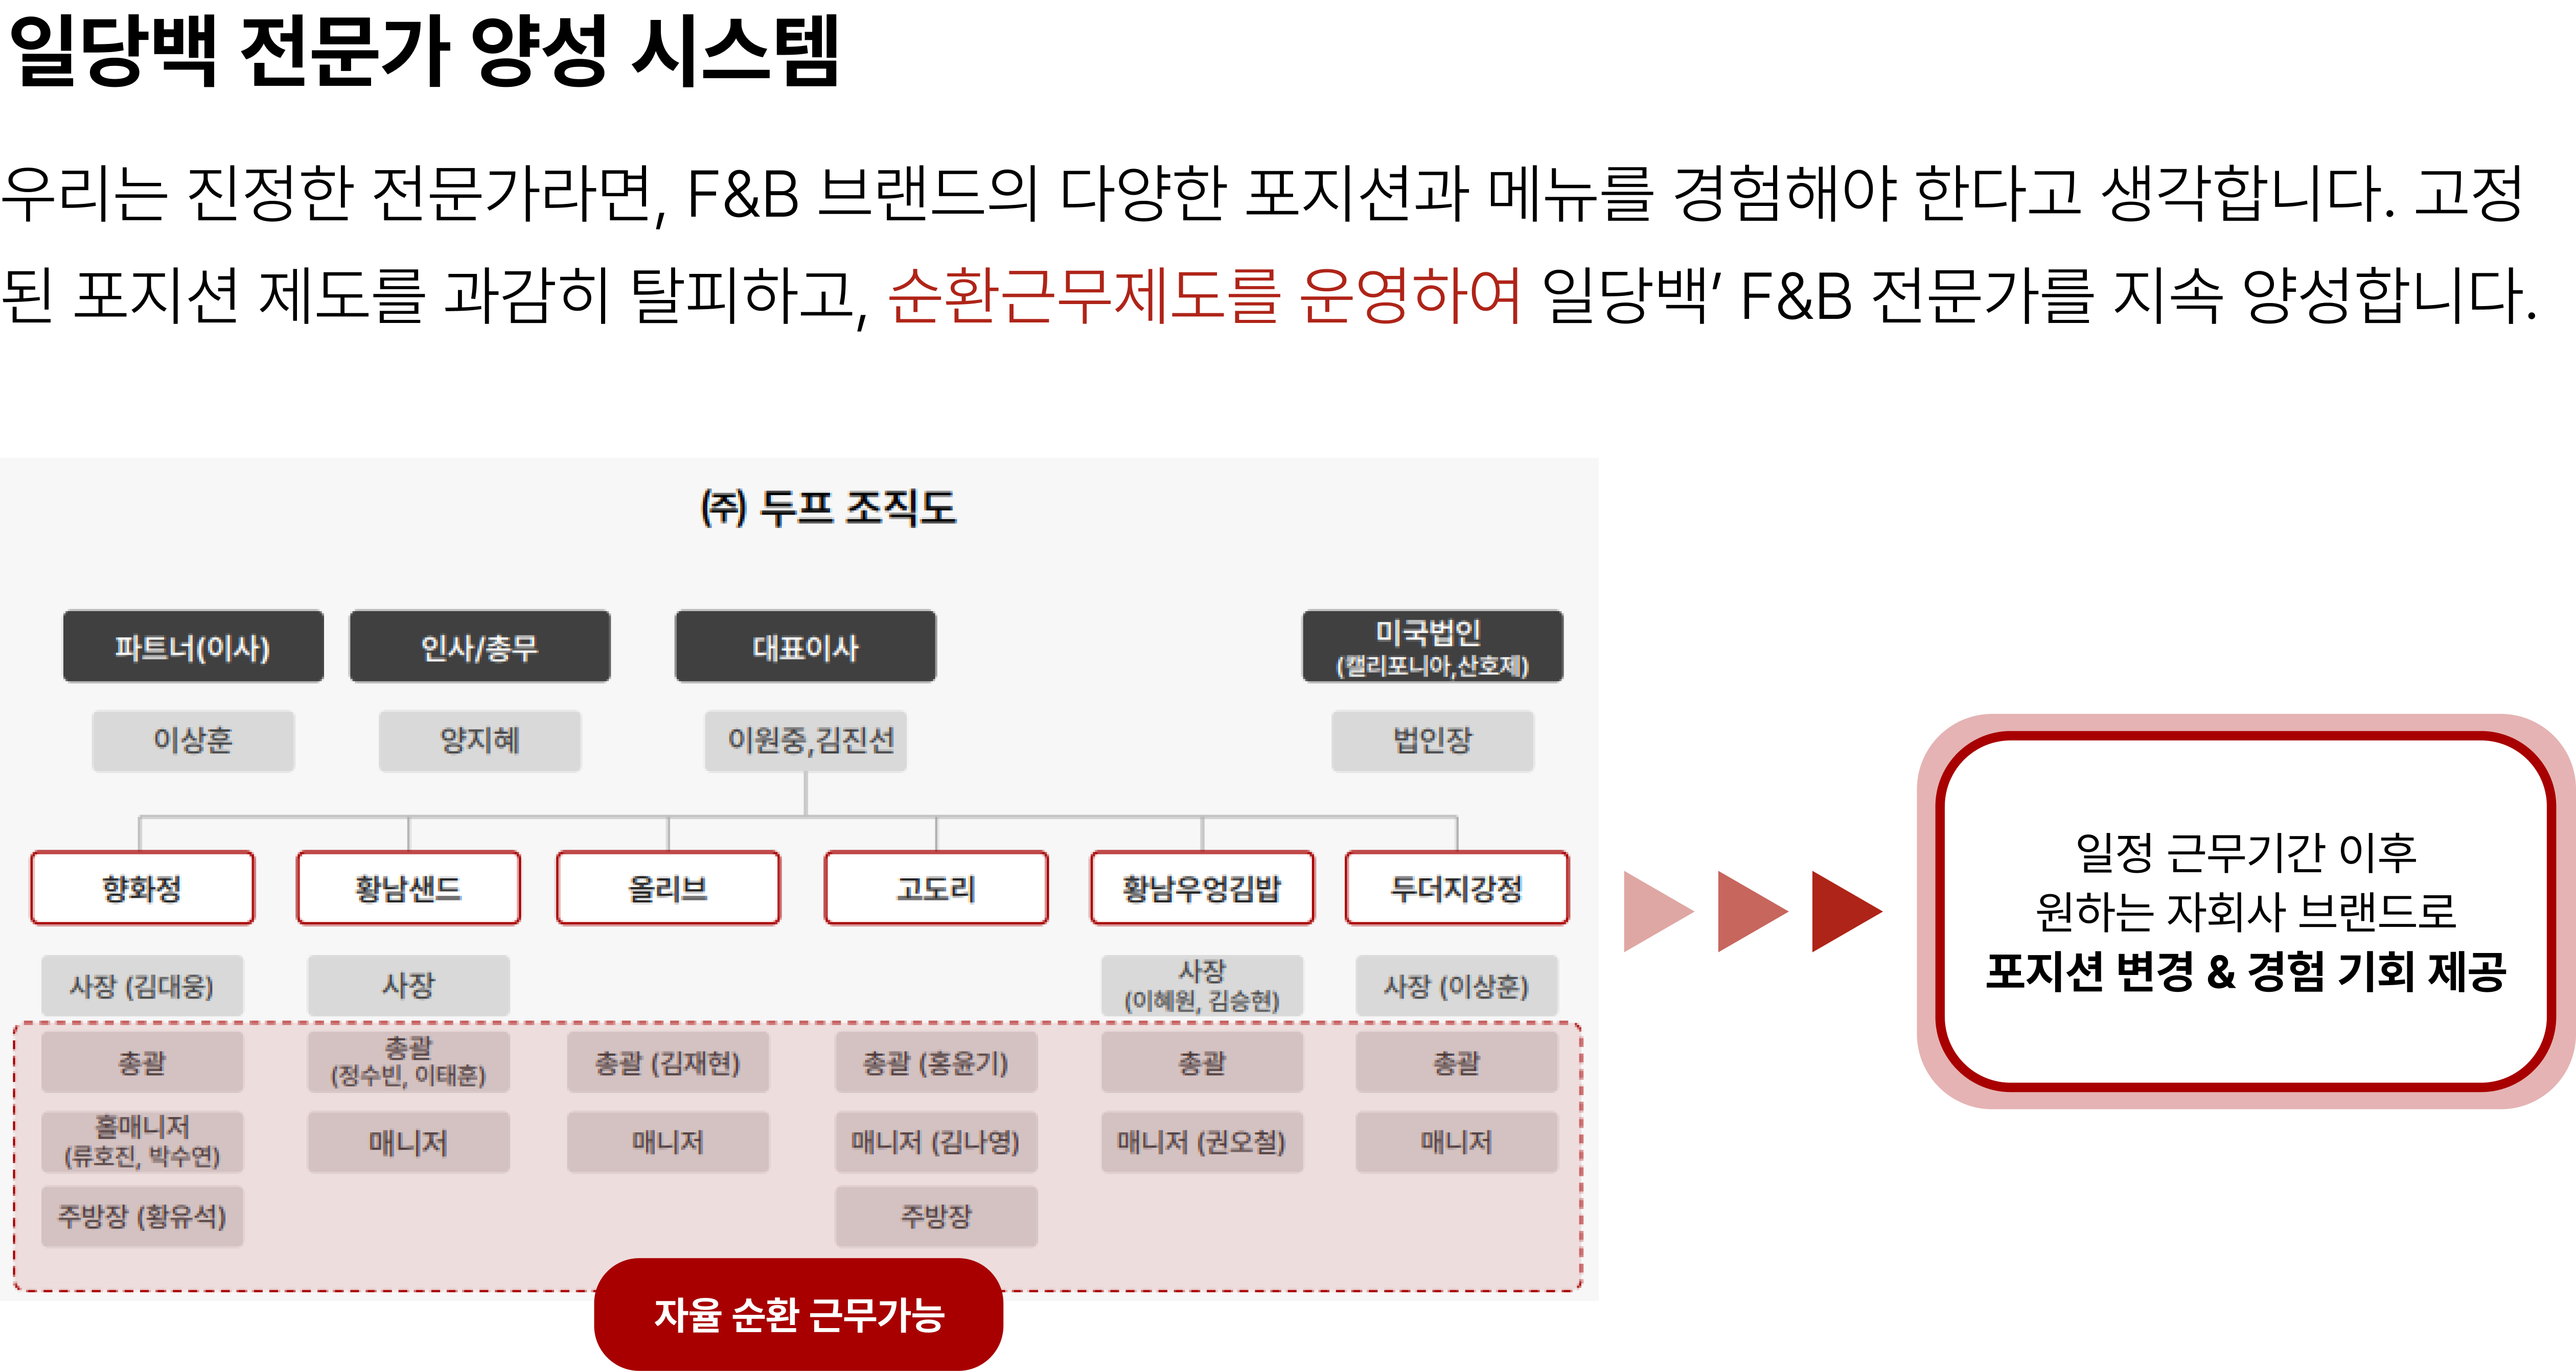 일당백 전문가 양성 시스템
우리는 진정한 전문가라면, F&B 브랜드의 다양한 포지션과 메뉴를 경험해야 한다고 생각합니다. 고정
된 포지션 제도를 과감히 탈피하고, 순환근무제도를 운영하여 일당백’ F&B 전문가를 지속 양성합니다.
㈜ 두프 조직도
파트너(이사)
인사/총무
대표이사
미국법인
(캘리포니아,산호제)
이상훈
양지혜
이원중,김진선
법인장
향화정
황남샌드
올리브
고도리
황남우엉김밥
두더지강정
사장 (김대웅)
사장
사장
(이혜원, 김승현)
사장 (이상훈)
총괄
총괄
(정수빈, 이태훈)
총괄 (김재현)
총괄 (홍윤기)
총괄
총괄
홀매니저
(류호진, 박수연)
매니저
매니저
매니저 (김나영)
매니저 (권오철)
매니저
주방장 (황유석)
주방장
자율 순환 근무가능
일정 근무기간 이후
원하는 자회사 브랜드로
포지션 변경 & 경험 기회 제공